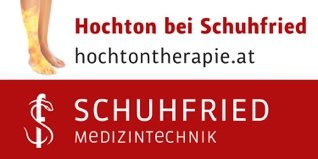 Hochton bei Schuhfried
hochtontherapie.at
SCHUHFRIED
MEDIZINTECHNIK